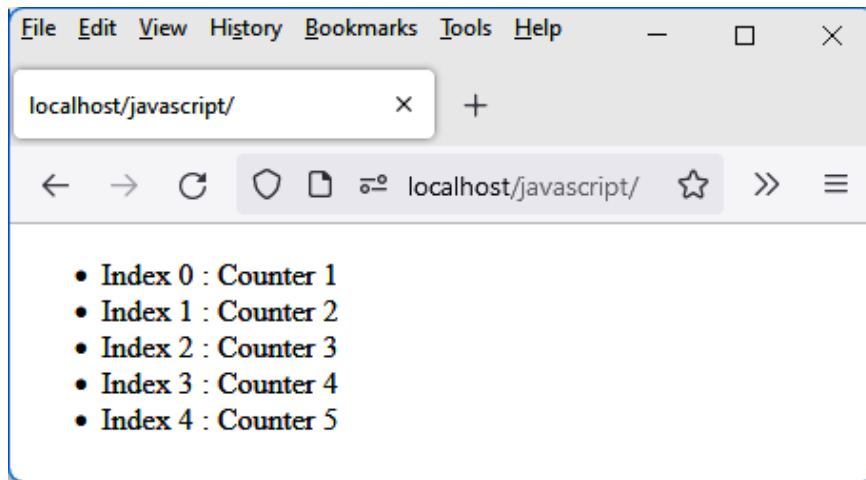 File Edit View History Bookmarks Tools Help
localhost/javascript/
localhost/javascript/
• Index 0 : Counter 1
• Index 1 : Counter 2
• Index 2 : Counter 3
• Index 3 : Counter 4
• Index 4 : Counter 5